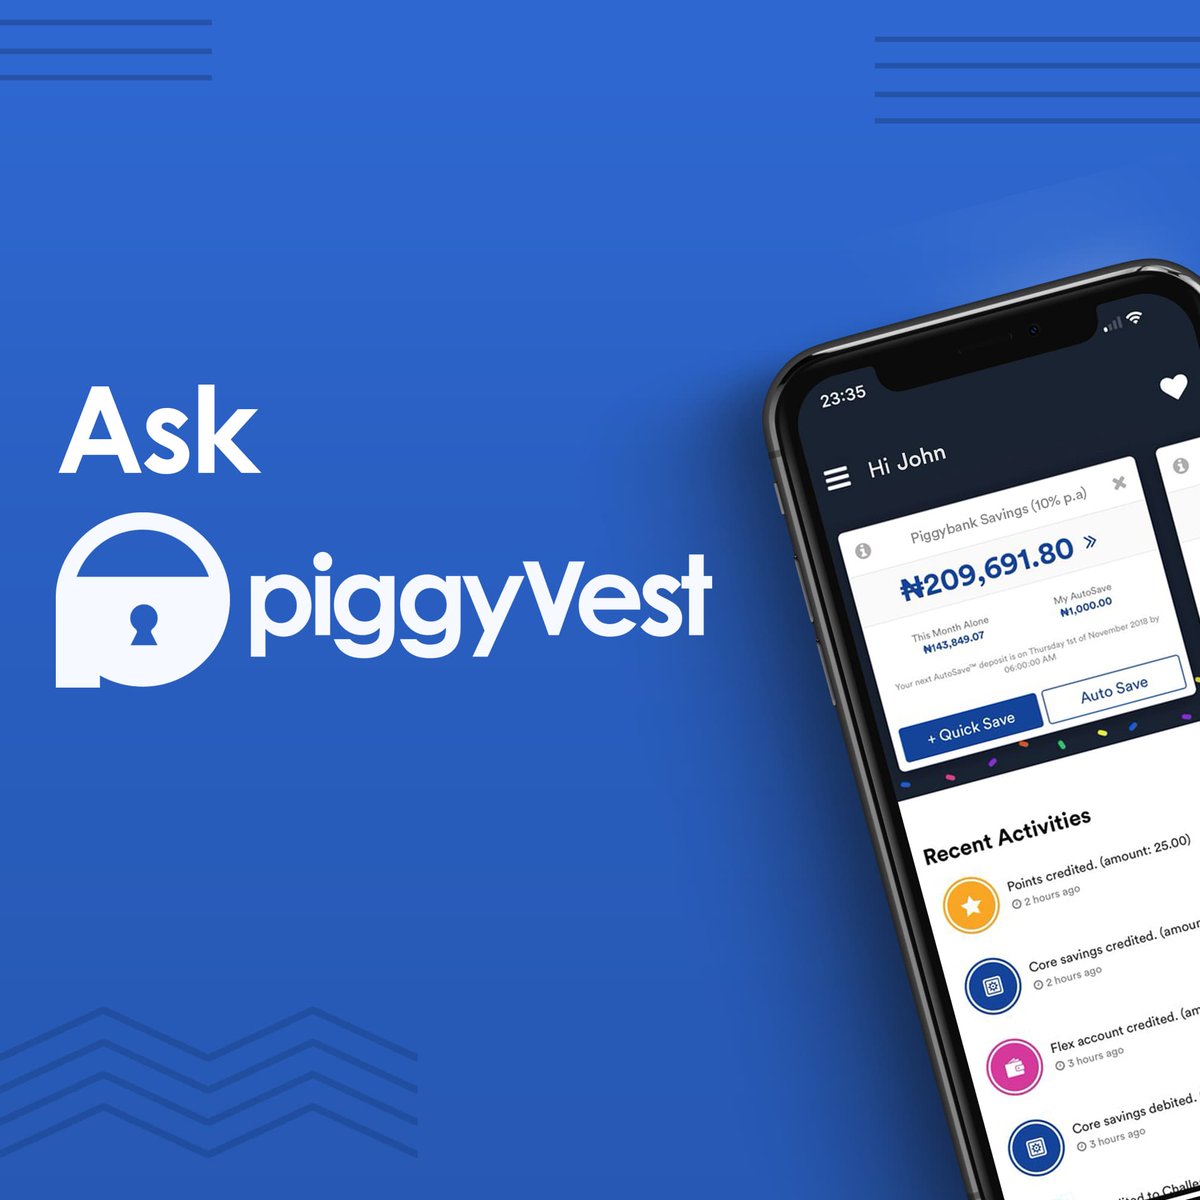 Ask
piggyVest
23:35
Hi John
Piggybank Savings (10% p.a)
₦209,691.80
This Month Alone
₦143,849.07
My AutoSave
₦1,000.00
Your next AutoSave™ deposit is on Thursday 1st of November 2018 by
06:00:00 AM
+ Quick Save
Auto Save
Recent Activities
Points credited. (amount: 25.00)
2 hours ago
Core savings credited. (amoun
2 hours ago
Flex account credited. (am
3 hours ago
Core savings debited. (
3 hours ago
dited to Challe